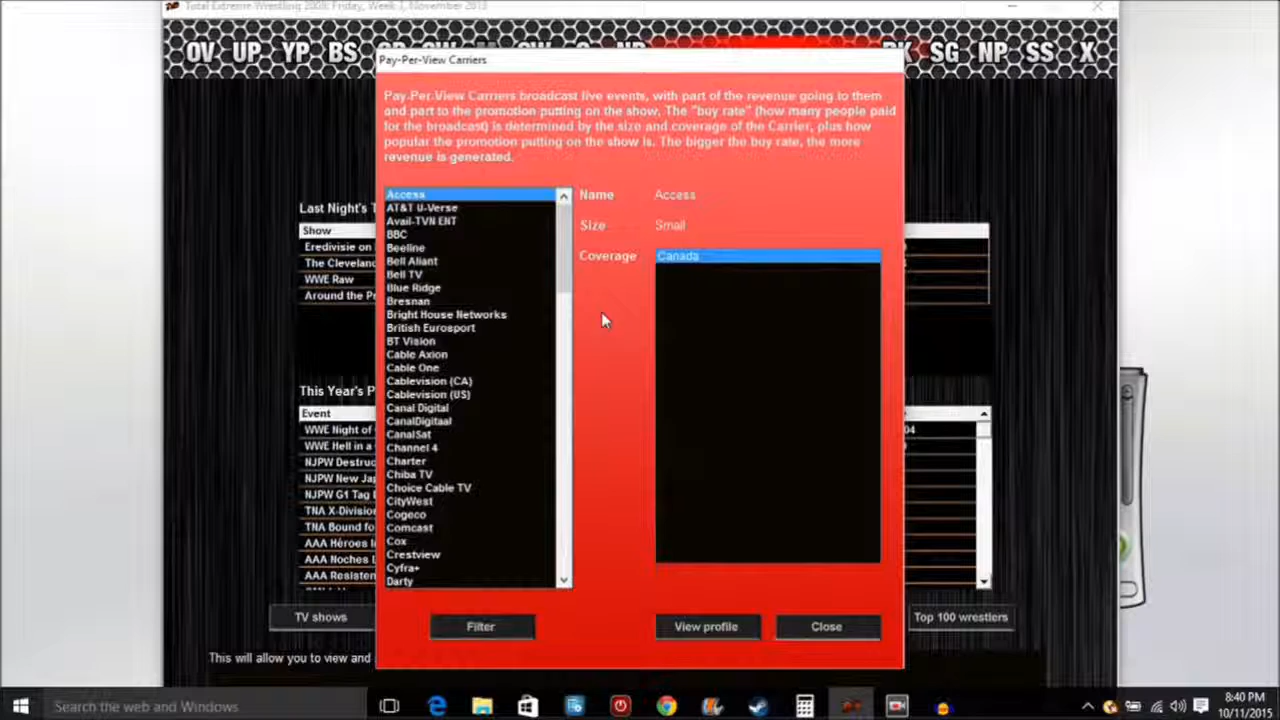 Total Extreme Wrestling 2008: Friday, Week 1, November 2013
OV UP YP BS SG NP SS X
Pay-Per-View Carriers
Pay-Per-View Carriers broadcast live events, with part of the revenue going to them
and part to the promotion putting on the show. The "buy rate" (how many people paid
for the broadcast) is determined by the size and coverage of the Carrier, plus how
popular the promotion putting on the show is. The bigger the buy rate, the more
revenue is generated.
Last Night's T
Show
Eredivisie on
The Cleveland
WWE Raw
Around the Pr
This Year's P
Event
WWE Night of
WWE Hell in a
NJPW Destruc
NJPW New Jap
NJPW G1 Tag
TNA X-Division
TNA Bound fo
AAA Héroes In
AAA Noches D
AAA Resisten
04
Access
AT&T U-Verse
Avail-TVN ENT
BBC
Beeline
Bell Aliant
Bell TV
Blue Ridge
Bresnan
Bright House Networks
British Eurosport
BT Vision
Cable Axion
Cable One
Cablevision (CA)
Cablevision (US)
Canal Digital
CanalDigitaal
CanalSat
Channel 4
Charter
Chiba TV
Choice Cable TV
CityWest
Cogeco
Comcast
Cox
Crestview
Cyfra+
Darty
Name Access
Size Small
Coverage Canada
TV shows
Filter
View profile
Close
Top 100 wrestlers
This will allow you to view and
Search the web and Windows
8:40 PM
10/11/2015